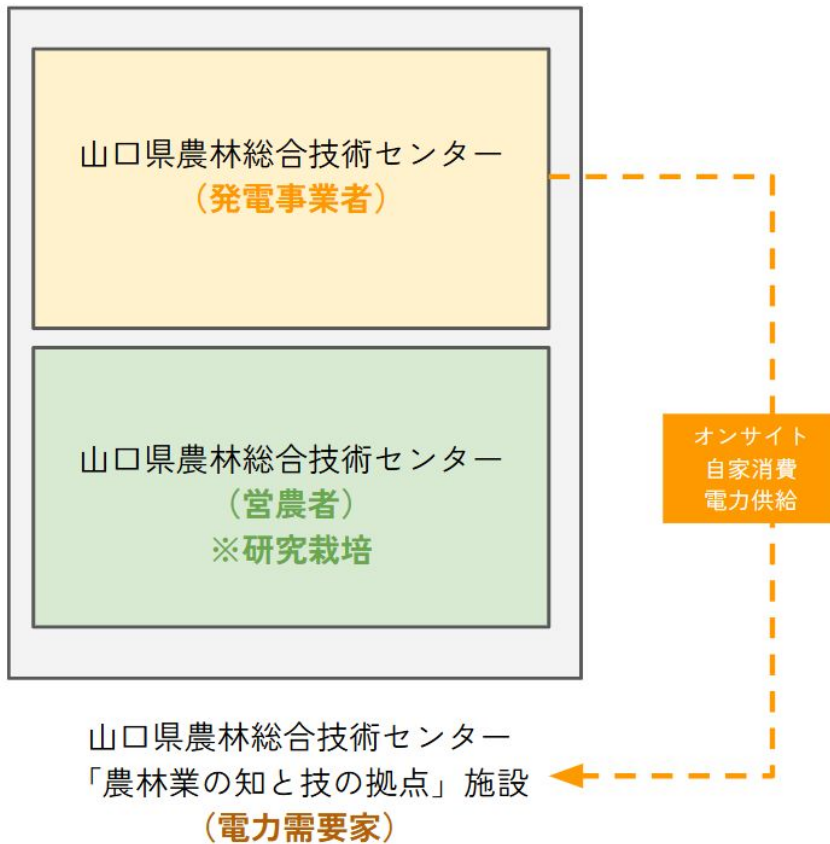 山口県農林総合技術センター
（発電事業者）
山口県農林総合技術センター
（営農者）
※研究栽培
オンサイト
自家消費
電力供給
山口県農林総合技術センター
「農林業の知と技の拠点」施設
（電力需要家）